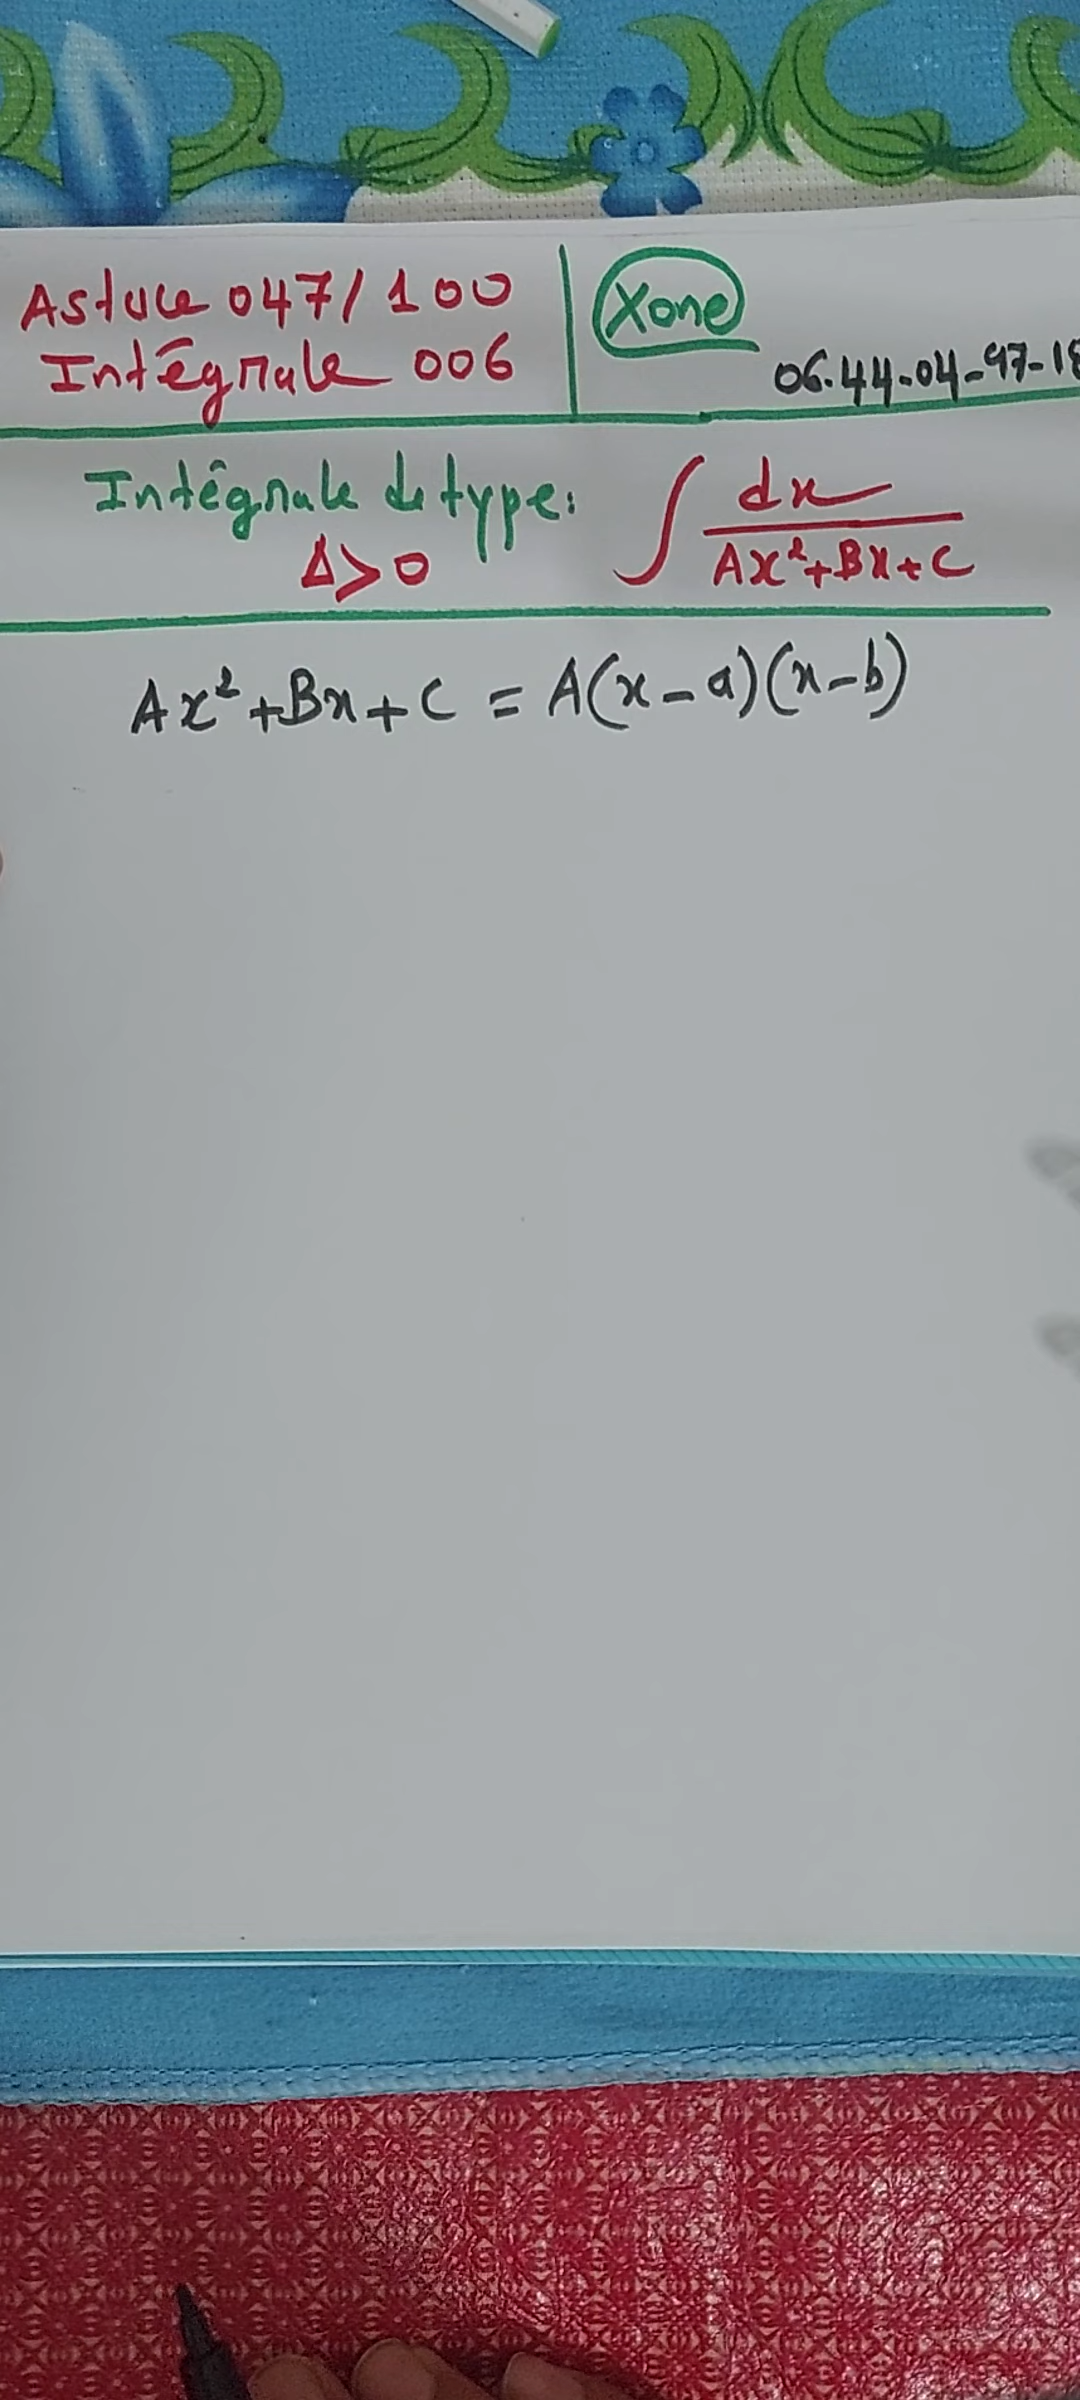 Astuce 047/100
Intégrale 006
Xone
06.44-04-97-18
Intégrale de type:
Δ>0
∫ dx / Ax²+Bx+C
Ax²+Bx+C = A(x-a)(x-b)